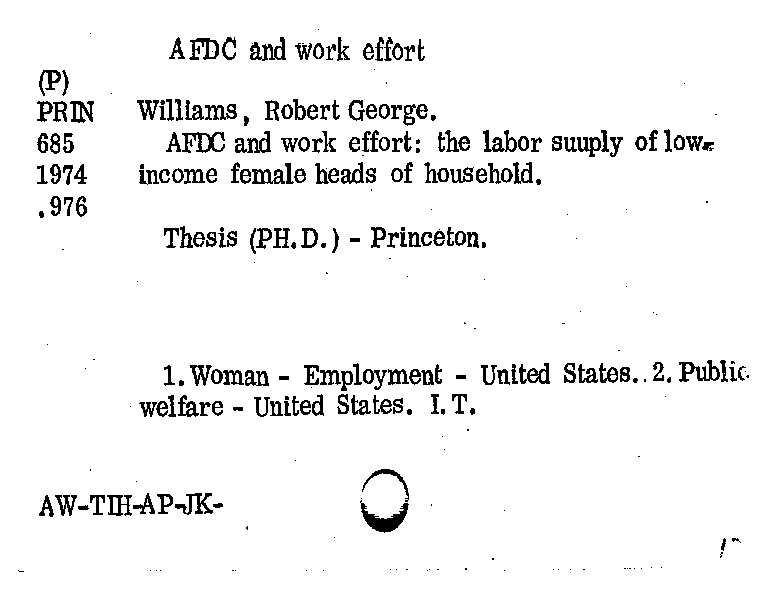 AFDC and work effort
(P)
PRIN Williams, Robert George.
685 AFDC and work effort: the labor suuply of low-
1974 income female heads of household.
.976
Thesis (PH.D.) - Princeton.
1. Woman - Employment - United States. 2. Public
welfare - United States. I. T.
AW-TIH-AP-JK-